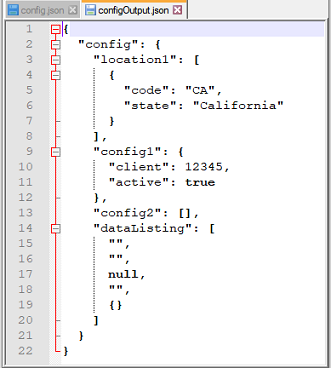 config.json configOutput.json
1 {
2 "config": {
3 "location1": [
4 {
5 "code": "CA",
6 "state": "California"
7 }
8 ],
9 "config1": {
10 "client": 12345,
11 "active": true
12 },
13 "config2": [],
14 "dataListing": [
15 "",
16 "",
17 null,
18 "",
19 {}
20 ]
21 }
22 }